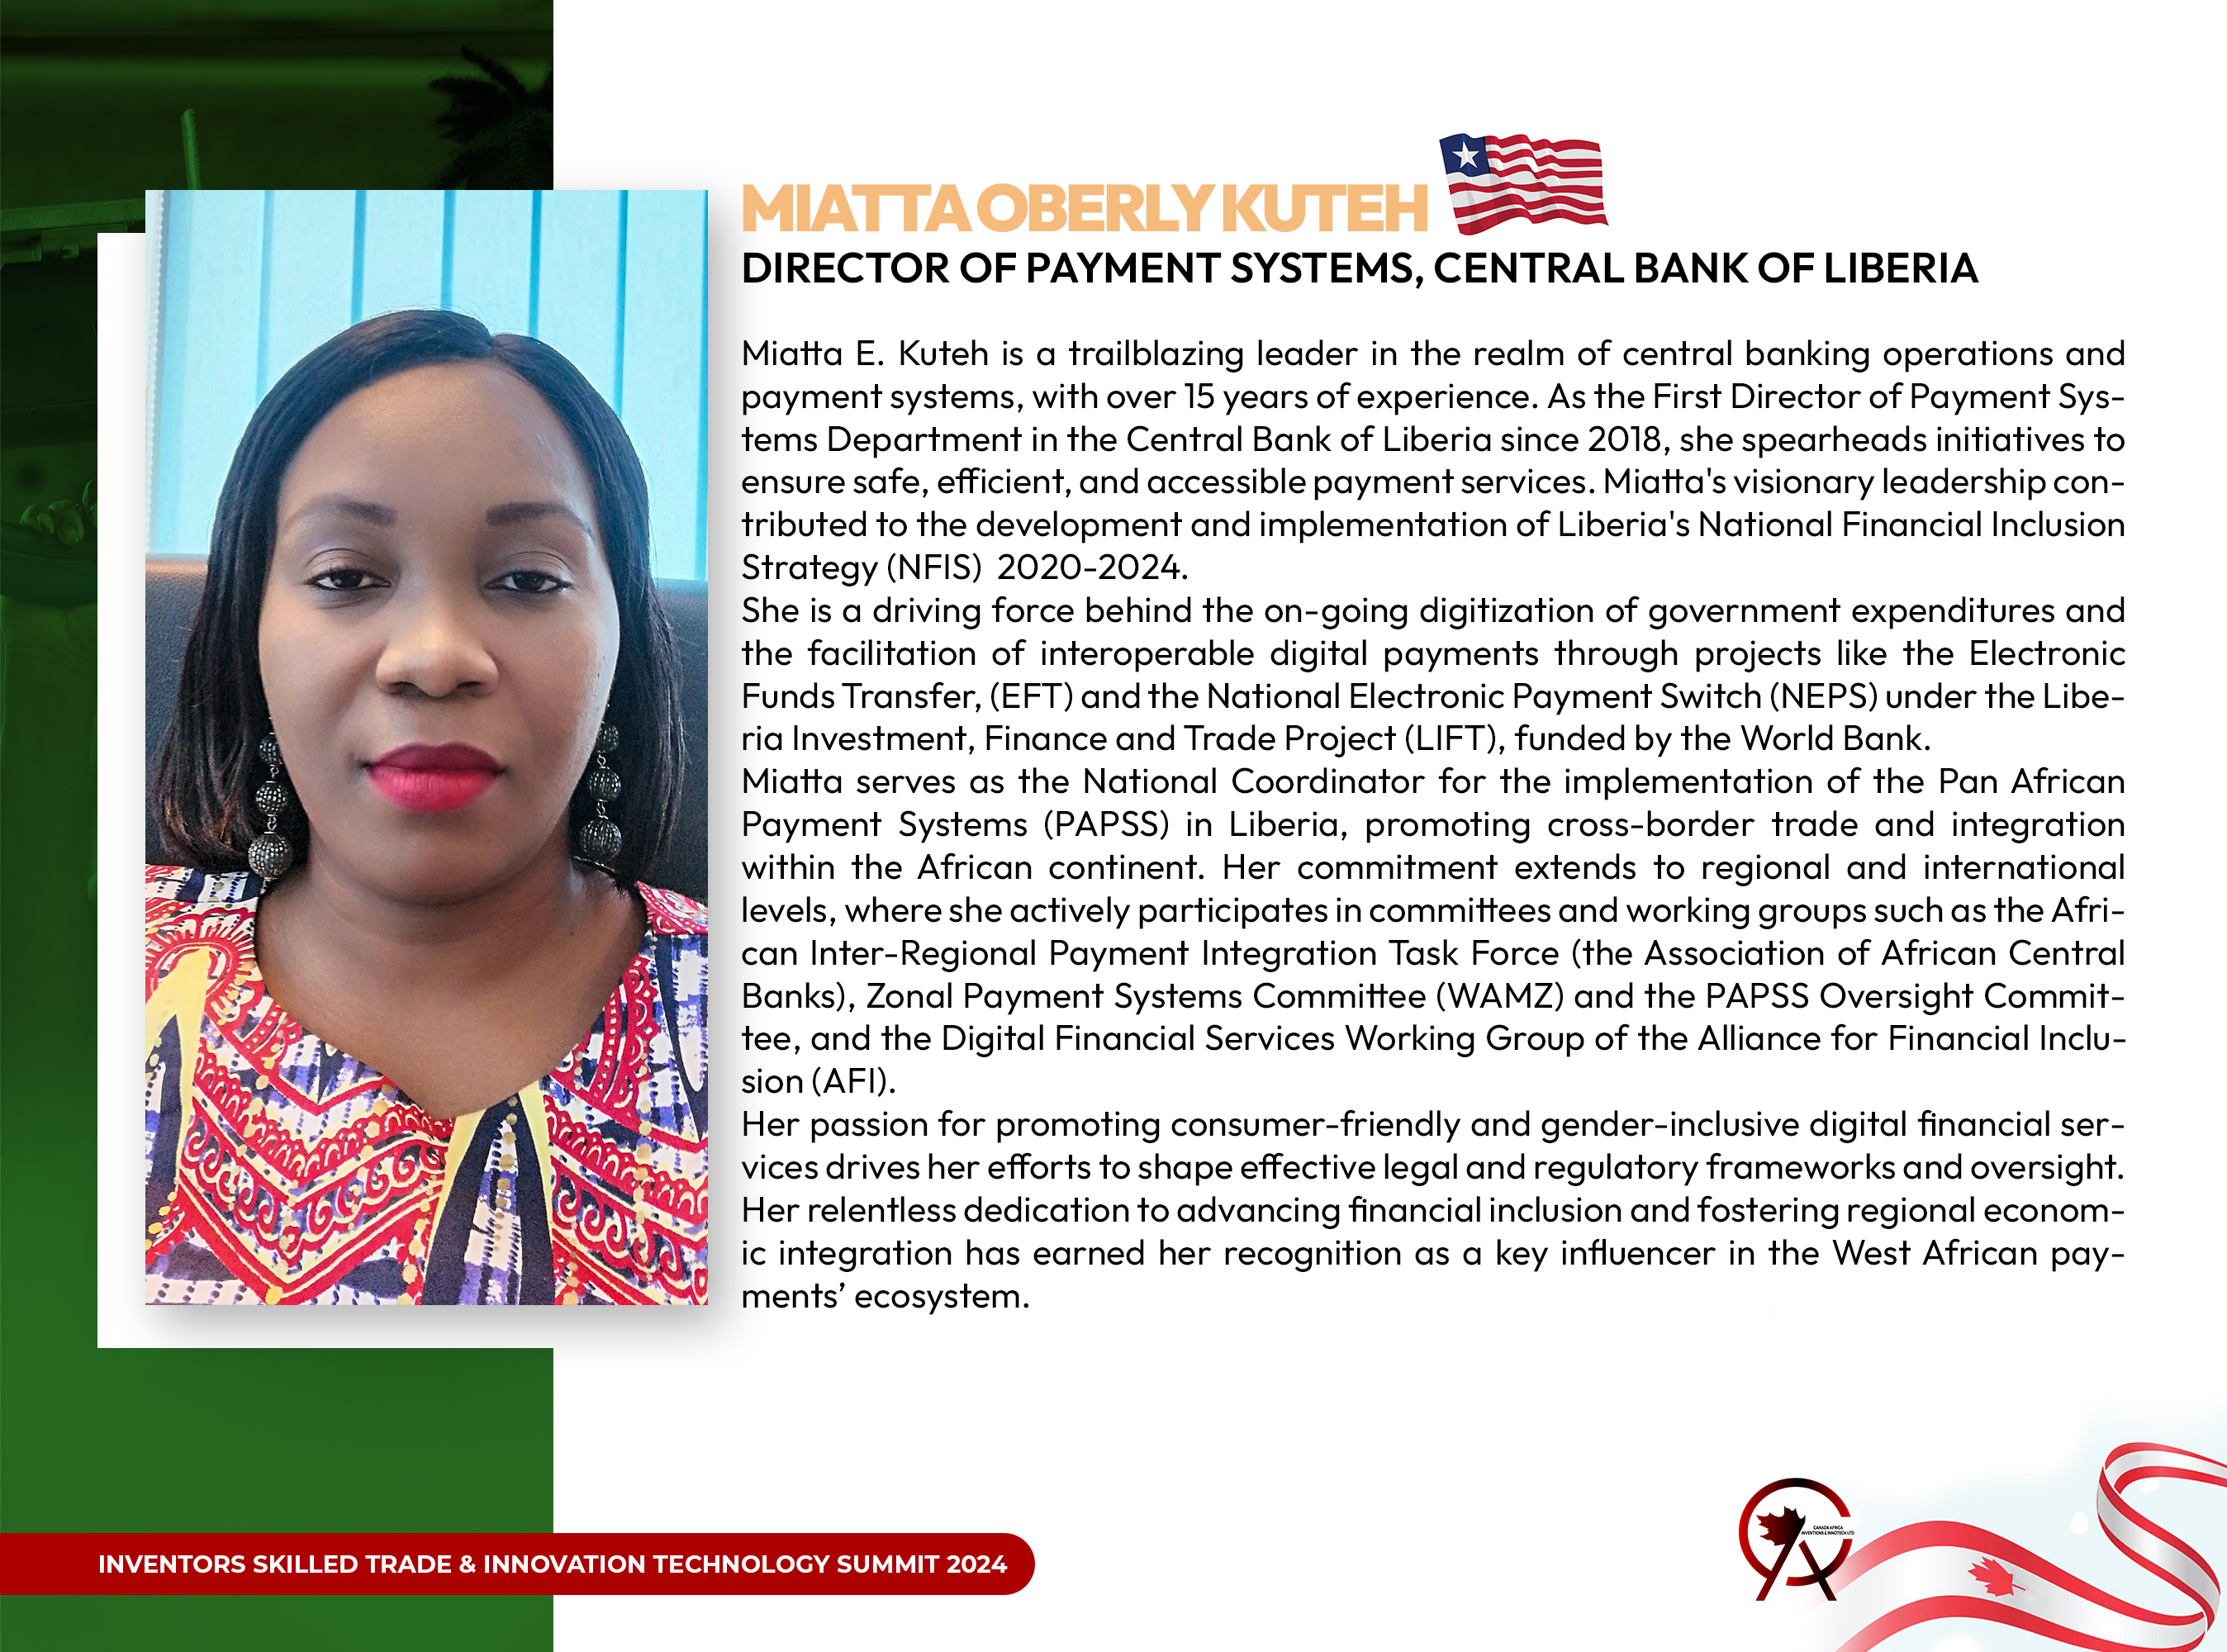 MIATTA OBERLY KUTEH
DIRECTOR OF PAYMENT SYSTEMS, CENTRAL BANK OF LIBERIA
Miatta E. Kuteh is a trailblazing leader in the realm of central banking operations and
payment systems, with over 15 years of experience. As the First Director of Payment Sys-
tems Department in the Central Bank of Liberia since 2018, she spearheads initiatives to
ensure safe, efficient, and accessible payment services. Miatta's visionary leadership con-
tributed to the development and implementation of Liberia's National Financial Inclusion
Strategy (NFIS) 2020-2024.
She is a driving force behind the on-going digitization of government expenditures and
the facilitation of interoperable digital payments through projects like the Electronic
Funds Transfer, (EFT) and the National Electronic Payment Switch (NEPS) under the Libe-
ria Investment, Finance and Trade Project (LIFT), funded by the World Bank.
Miatta serves as the National Coordinator for the implementation of the Pan African
Payment Systems (PAPSS) in Liberia, promoting cross-border trade and integration
within the African continent. Her commitment extends to regional and international
levels, where she actively participates in committees and working groups such as the Afri-
can Inter-Regional Payment Integration Task Force (the Association of African Central
Banks), Zonal Payment Systems Committee (WAMZ) and the PAPSS Oversight Commit-
tee, and the Digital Financial Services Working Group of the Alliance for Financial Inclu-
sion (AFI).
Her passion for promoting consumer-friendly and gender-inclusive digital financial ser-
vices drives her efforts to shape effective legal and regulatory frameworks and oversight.
Her relentless dedication to advancing financial inclusion and fostering regional econom-
ic integration has earned her recognition as a key influencer in the West African pay-
ments’ ecosystem.
CANADA AFRICA
INVENTIONS & INNOTECH LTD
INVENTORS SKILLED TRADE & INNOVATION TECHNOLOGY SUMMIT 2024